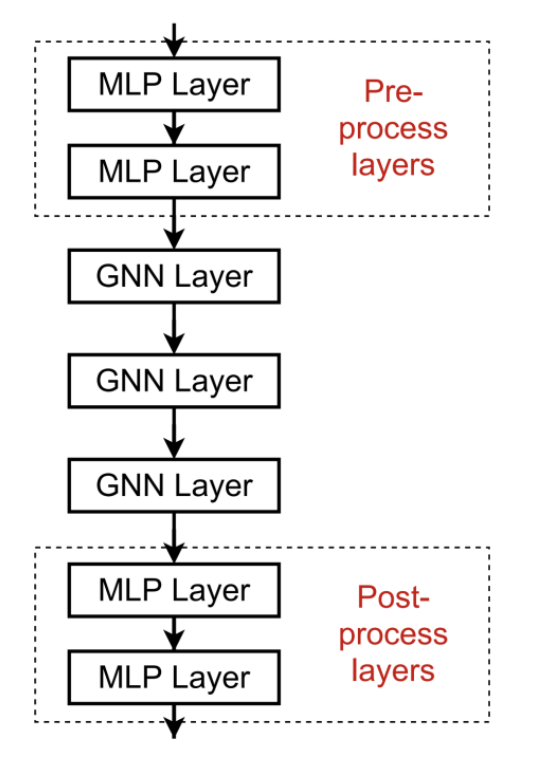 MLP Layer
Pre-
process
layers
MLP Layer
GNN Layer
GNN Layer
GNN Layer
MLP Layer
Post-
process
layers
MLP Layer